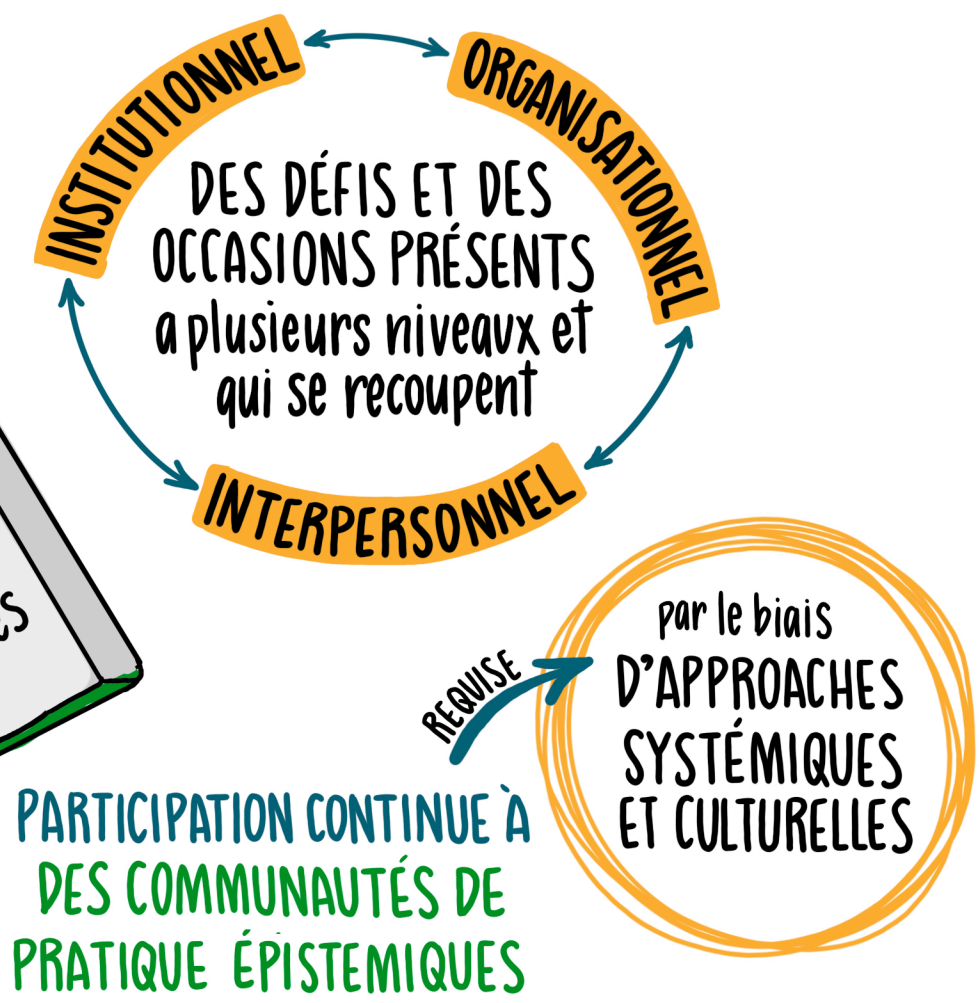 INSTITUTIONNEL
ORGANISATIONNEL
DES DÉFIS ET DES
OCCASIONS PRÉSENTS
a plusieurs niveaux et
qui se recoupent
INTERPERSONNEL
REQUISE
par le biais
D'APPROACHES
SYSTÉMIQUES
ET CULTURELLES
PARTICIPATION CONTINUE À
DES COMMUNAUTÉS DE
PRATIQUE ÉPISTEMIQUES